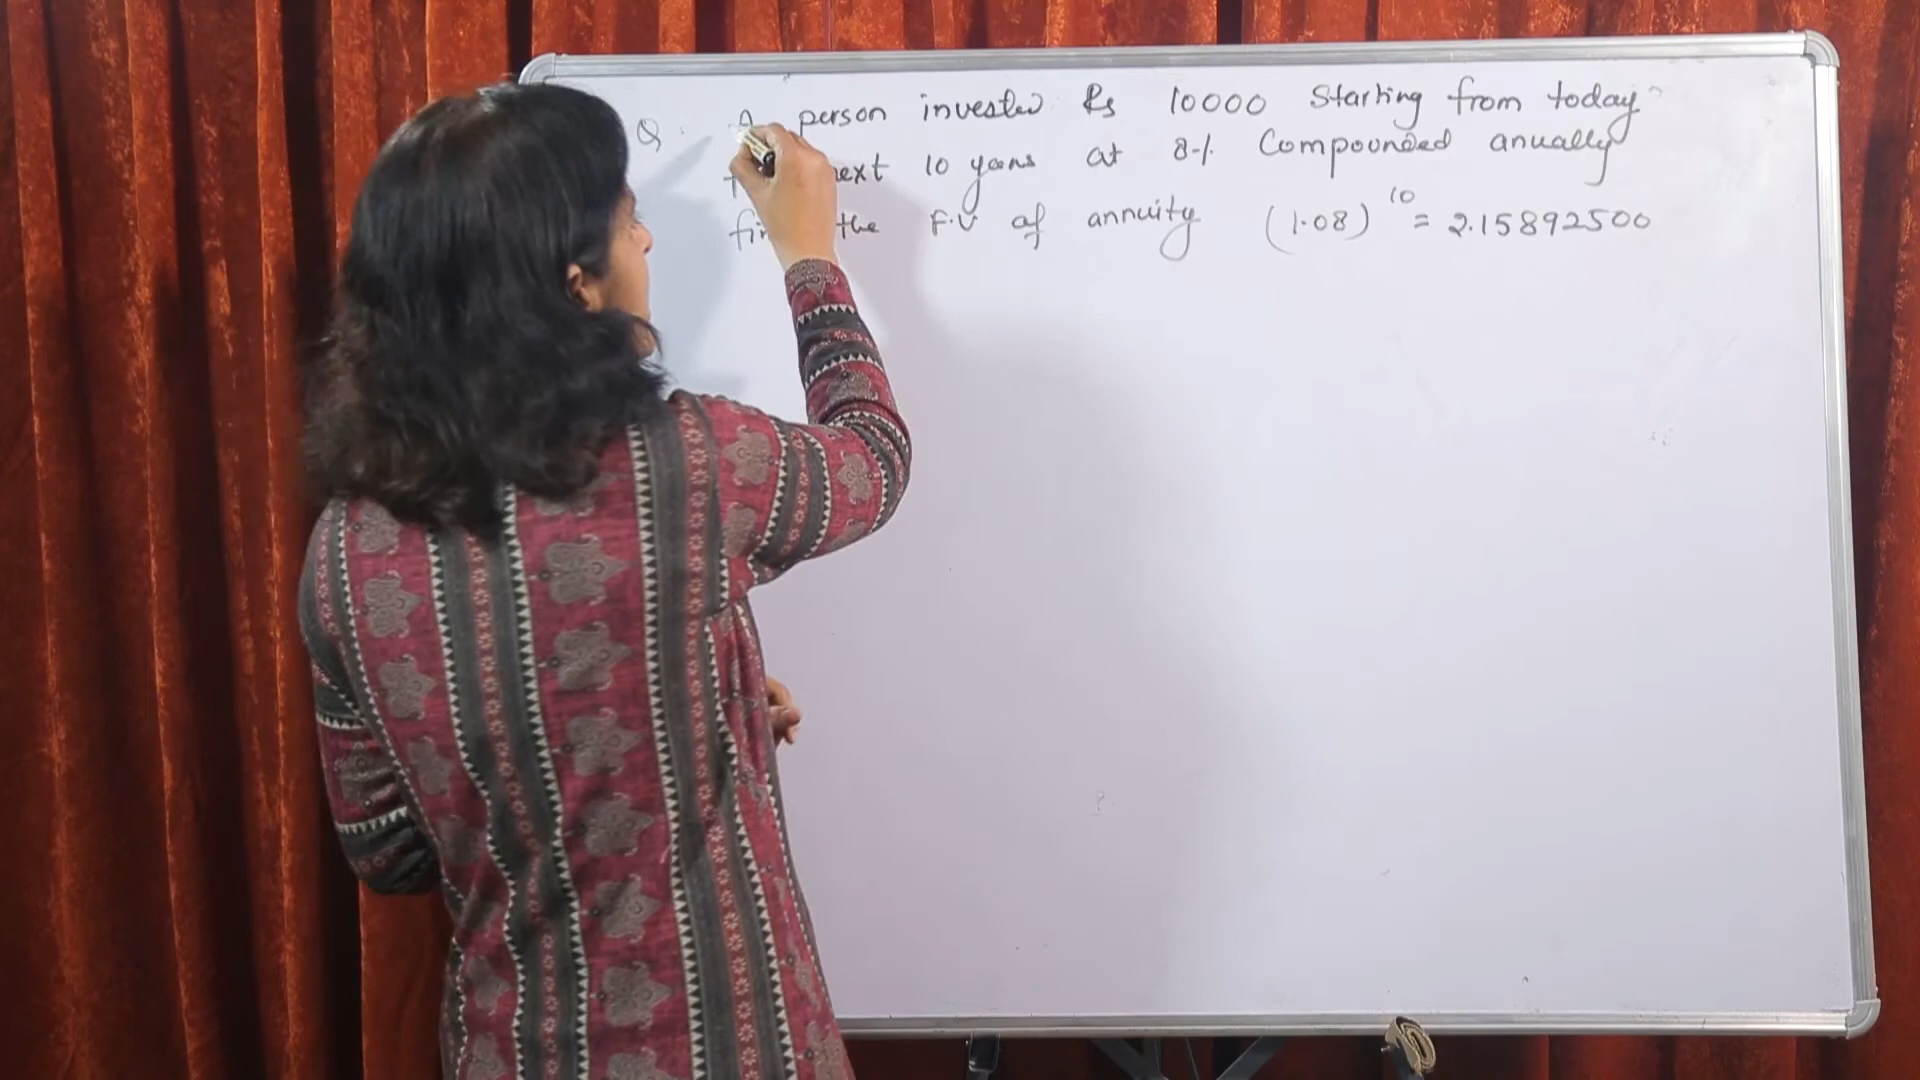 Q. A person invested Rs 10000 Starting from today
next 10 years at 8% Compounded anually
the F.V of annuity (1.08)^10 = 2.15892500